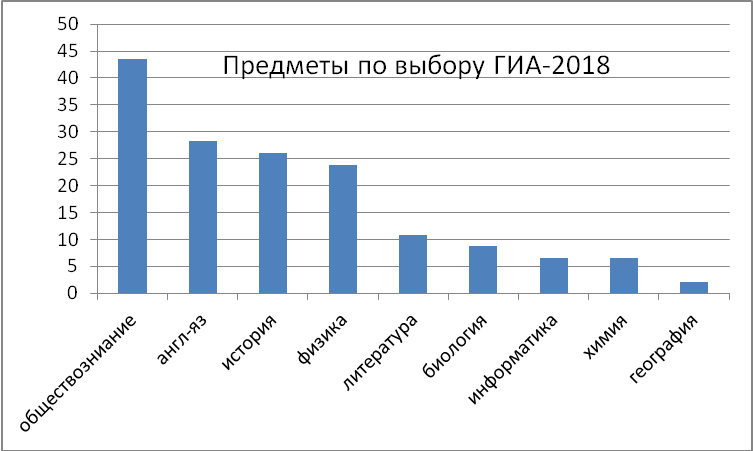 Предметы по выбору ГИА-2018
50
45
40
35
30
25
20
15
10
5
0
обществозниание
англ-яз
история
физика
литература
биология
информатика
химия
география